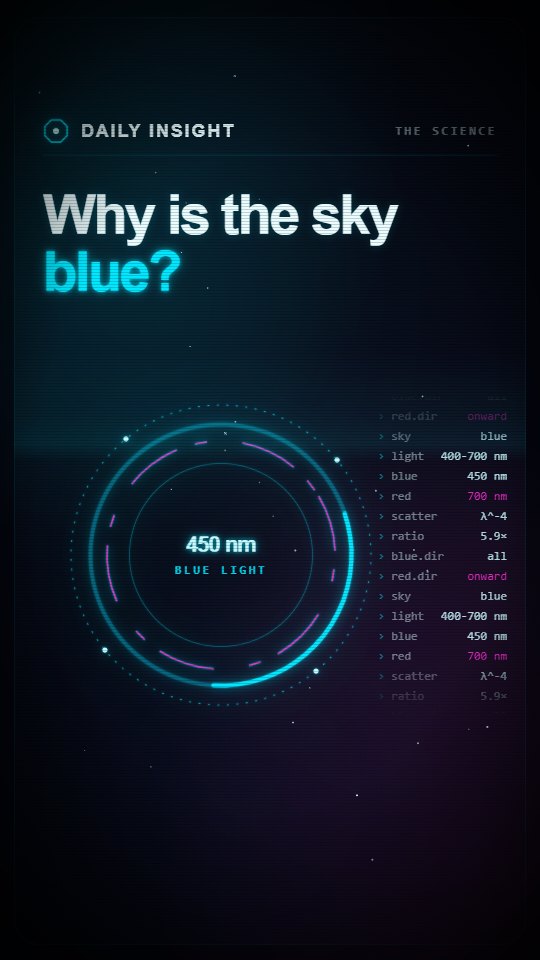 DAILY INSIGHT
THE SCIENCE
Why is the sky
blue?
450 nm
BLUE LIGHT
all
› red.dir onward
› sky blue
› light 400-700 nm
› blue 450 nm
› red 700 nm
› scatter λ^-4
› ratio 5.9×
› blue.dir all
› red.dir onward
› sky blue
› light 400-700 nm
› blue 450 nm
› red 700 nm
› scatter λ^-4
› ratio 5.9×